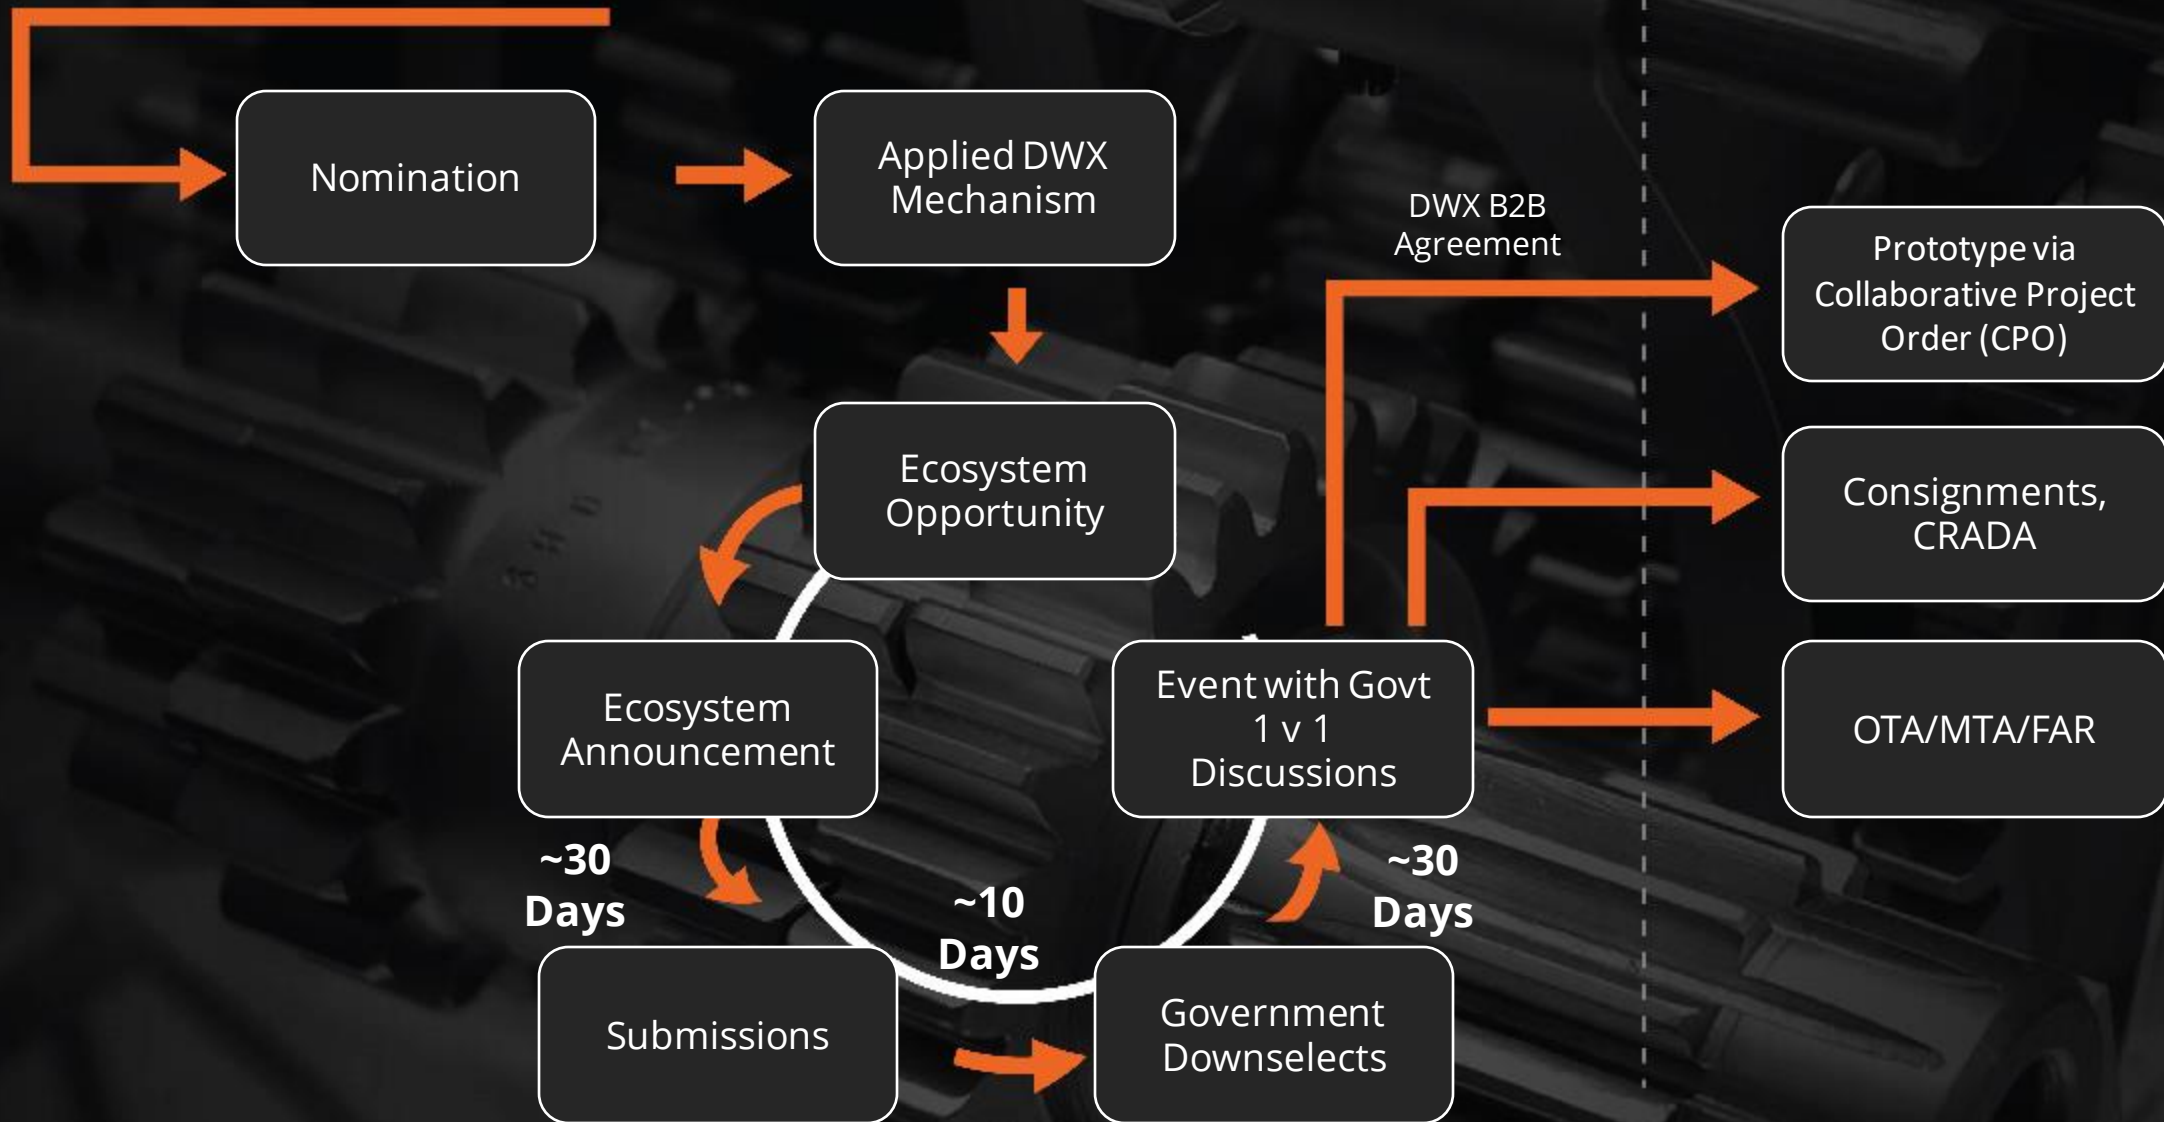 Nomination
Applied DWX
Mechanism
DWX B2B
Agreement
Prototype via
Collaborative Project
Order (CPO)
Ecosystem
Opportunity
Consignments,
CRADA
Ecosystem
Announcement
Event with Govt
1 v 1
Discussions
OTA/MTA/FAR
~30
Days
~10
Days
~30
Days
Submissions
Government
Downselects